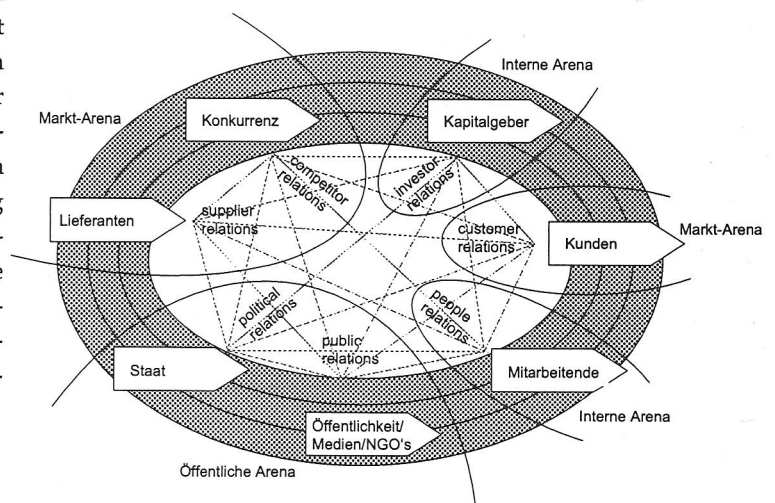 Interne Arena
Markt-Arena
Konkurrenz
Kapitalgeber
competitor
relations
investor
relations
Lieferanten
supplier
relations
customer
relations
Kunden
Markt-Arena
political
relations
people
relations
public
relations
Staat
Mitarbeitende
Öffentlichkeit/
Medien/NGO's
Interne Arena
Öffentliche Arena